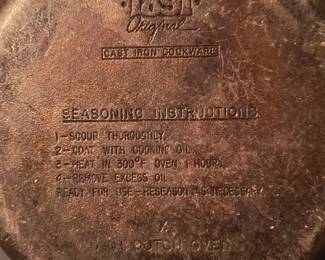 Original
CAST IRON COOKWARE
SEASONING INSTRUCTIONS
1-SCOUR THOROUGHLY.
2-COAT WITH COOKING OIL.
3-HEAT IN 300°F OVEN 1 HOUR.
4-REMOVE EXCESS OIL.
READY FOR USE-RESEASON AS NECESSARY.
DUTCH OVEN